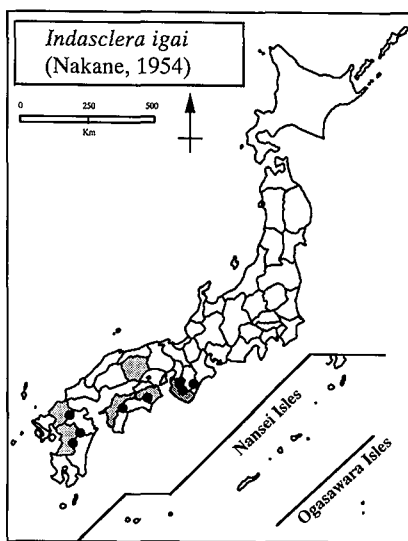 Indasclera igai
(Nakane, 1954)
0 250 500
Km
Nansei Isles
Ogasawara Isles